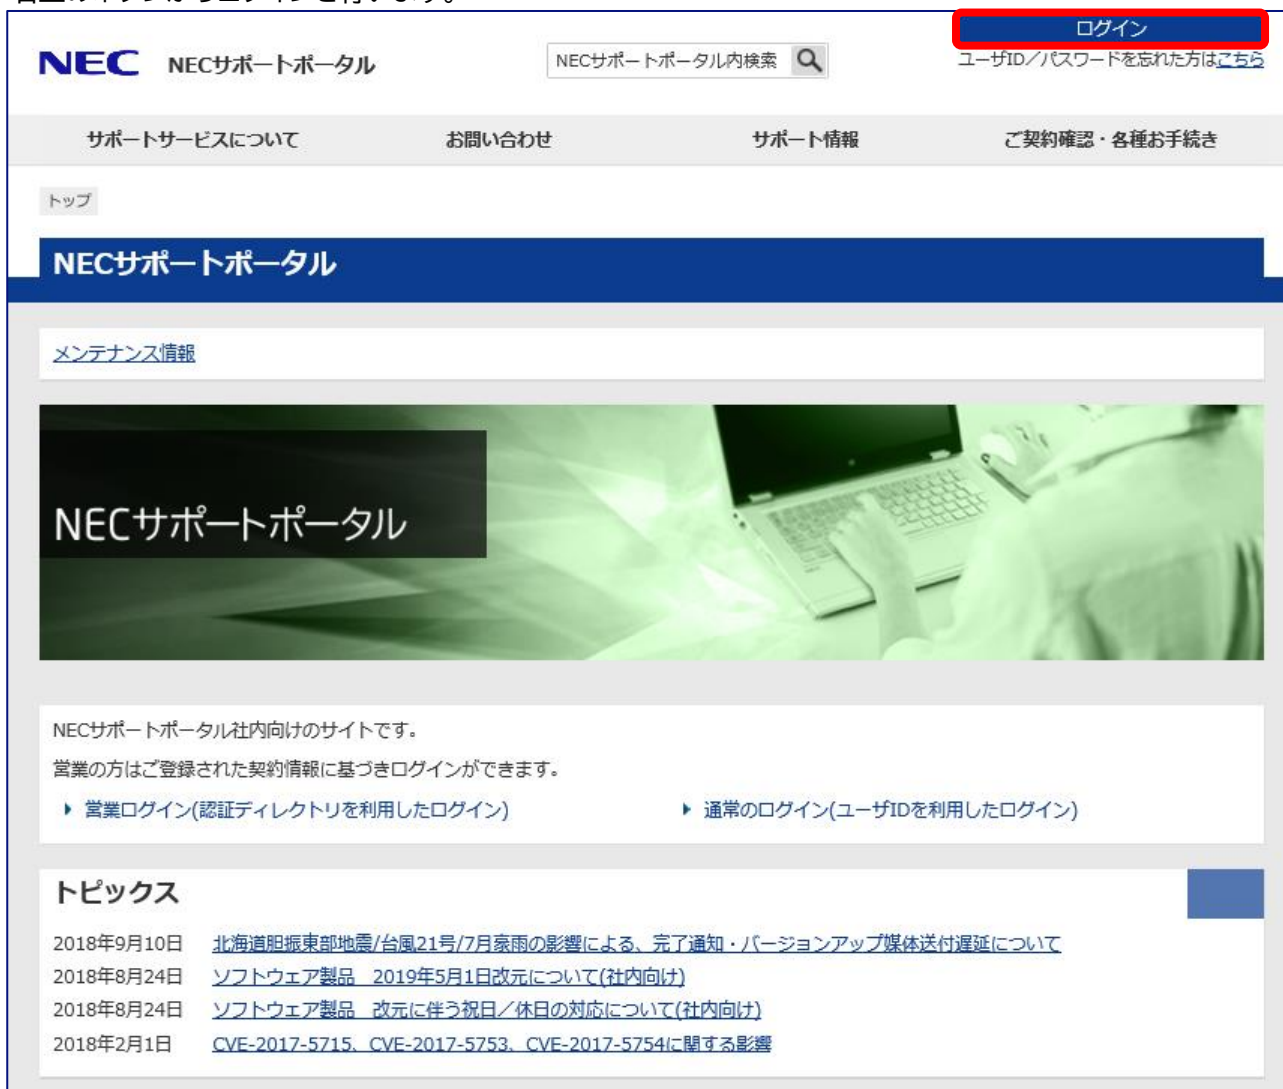 ログイン
NEC NECサポートポータル
NECサポートポータル内検索
ユーザID／パスワードを忘れた方はこちら
サポートサービスについて お問い合わせ サポート情報 ご契約確認・各種お手続き
トップ
NECサポートポータル
メンテナンス情報
NECサポートポータル
NECサポートポータル社内向けのサイトです。
営業の方はご登録された契約情報に基づきログインができます。
営業ログイン(認証ディレクトリを利用したログイン) 通常のログイン(ユーザIDを利用したログイン)
トピックス
2018年9月10日 北海道胆振東部地震/台風21号/7月豪雨の影響による、完了通知・バージョンアップ媒体送付遅延について
2018年8月24日 ソフトウェア製品 2019年5月1日改元について(社内向け)
2018年8月24日 ソフトウェア製品 改元に伴う祝日／休日の対応について(社内向け)
2018年2月1日 CVE-2017-5715、CVE-2017-5753、CVE-2017-5754に関する影響